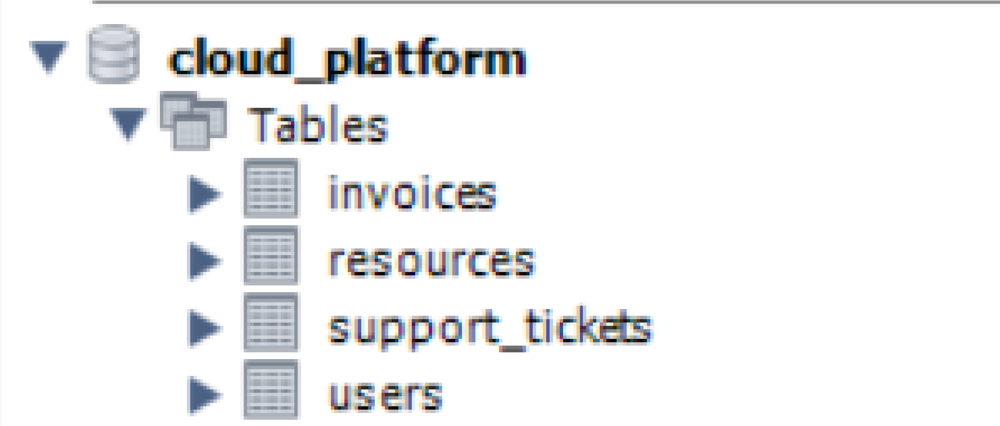 cloud_platform
Tables
invoices
resources
support_tickets
users